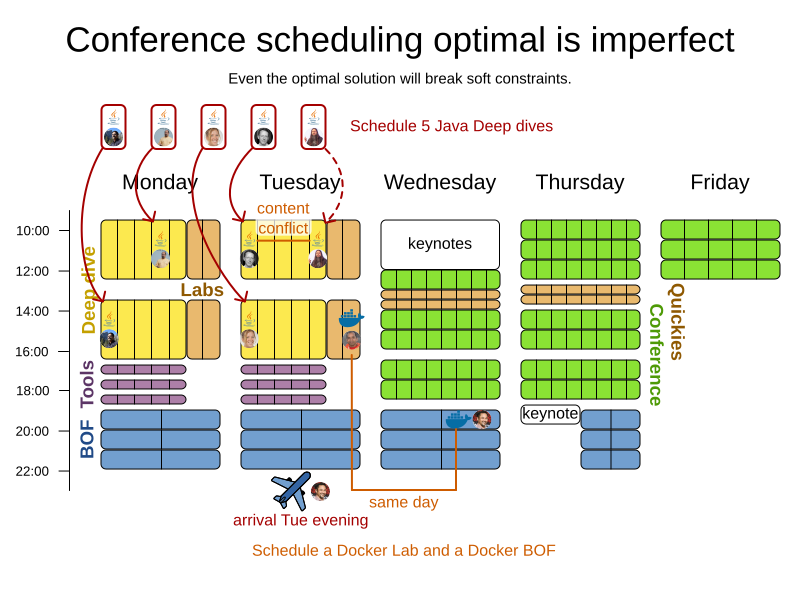 Conference scheduling optimal is imperfect
Even the optimal solution will break soft constraints.
Schedule 5 Java Deep dives
Monday
Tuesday
Wednesday
Thursday
Friday
content
conflict
10:00
12:00
14:00
16:00
18:00
20:00
22:00
Deep dive
Labs
Tools
BOF
keynotes
keynote
Quickies
Conference
same day
arrival Tue evening
Schedule a Docker Lab and a Docker BOF